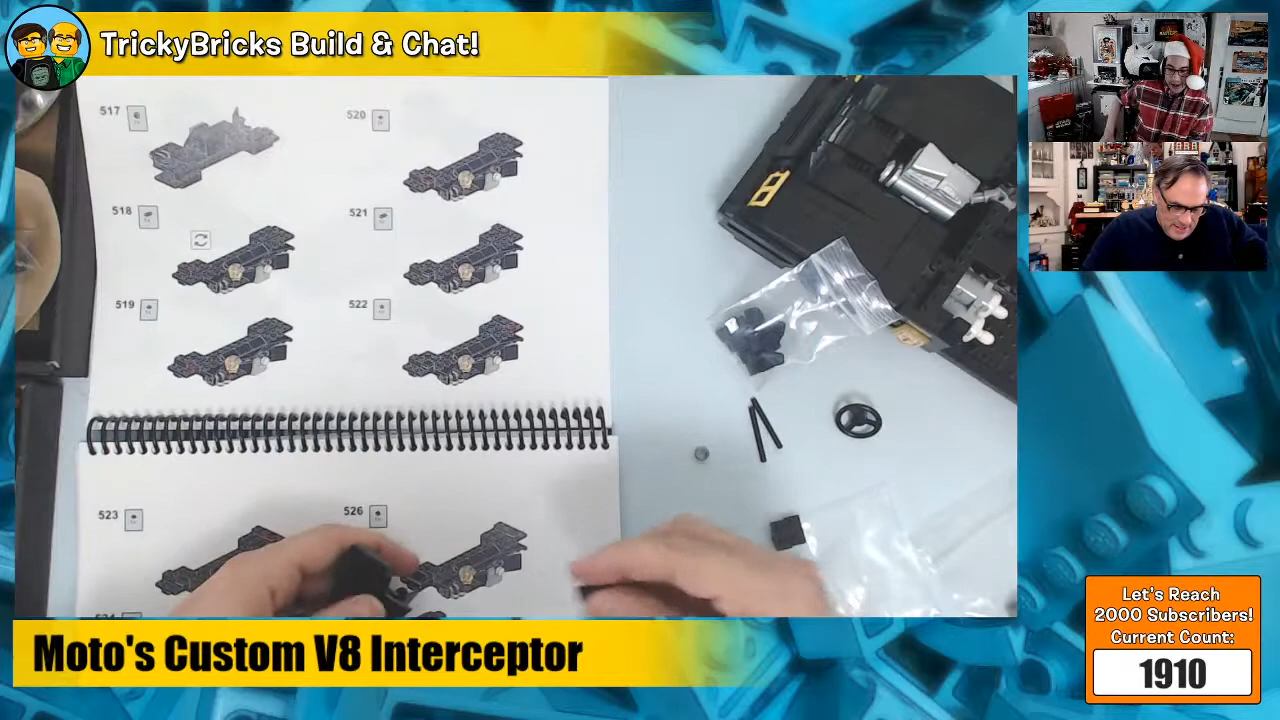 TrickyBricks Build & Chat!
517
520
518
521
519
522
523
526
Moto's Custom V8 Interceptor
Let's Reach
2000 Subscribers!
Current Count:
1910